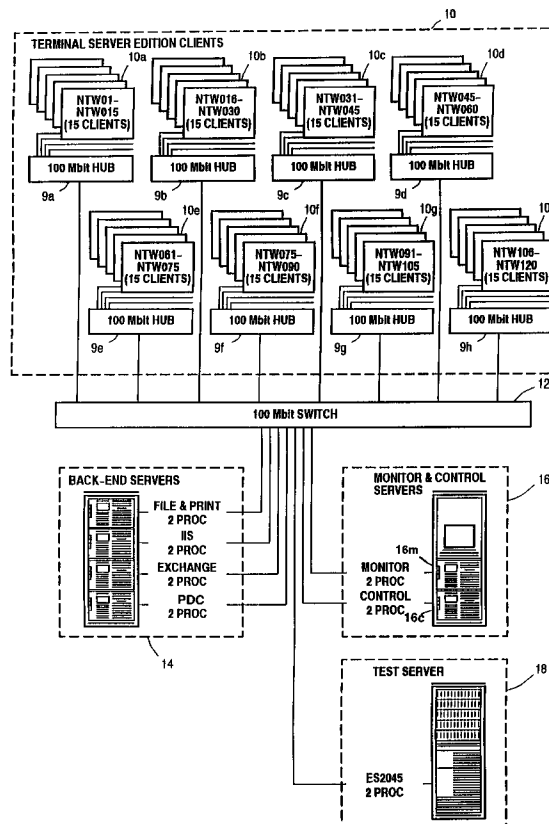 10
TERMINAL SERVER EDITION CLIENTS
10a
10b
10c
10d
NTW01–
NTW015
(15 CLIENTS)
NTW016–
NTW030
(15 CLIENTS)
NTW031–
NTW045
(15 CLIENTS)
NTW045–
NTW060
(15 CLIENTS)
100 Mbit HUB
100 Mbit HUB
100 Mbit HUB
100 Mbit HUB
9a
9b
9c
9d
10e
10f
10g
10
NTW061–
NTW075
(15 CLIENTS)
NTW075–
NTW090
(15 CLIENTS)
NTW091–
NTW105
(15 CLIENTS)
NTW106–
NTW120
(15 CLIENTS)
100 Mbit HUB
100 Mbit HUB
100 Mbit HUB
100 Mbit HUB
9e
9f
9g
9h
12
100 Mbit SWITCH
BACK-END SERVERS
FILE & PRINT
2 PROC
IIS
2 PROC
EXCHANGE
2 PROC
PDC
2 PROC
14
MONITOR & CONTROL
SERVERS
16
16m
MONITOR
2 PROC
CONTROL
2 PROC
16c
TEST SERVER
18
ES2045
2 PROC